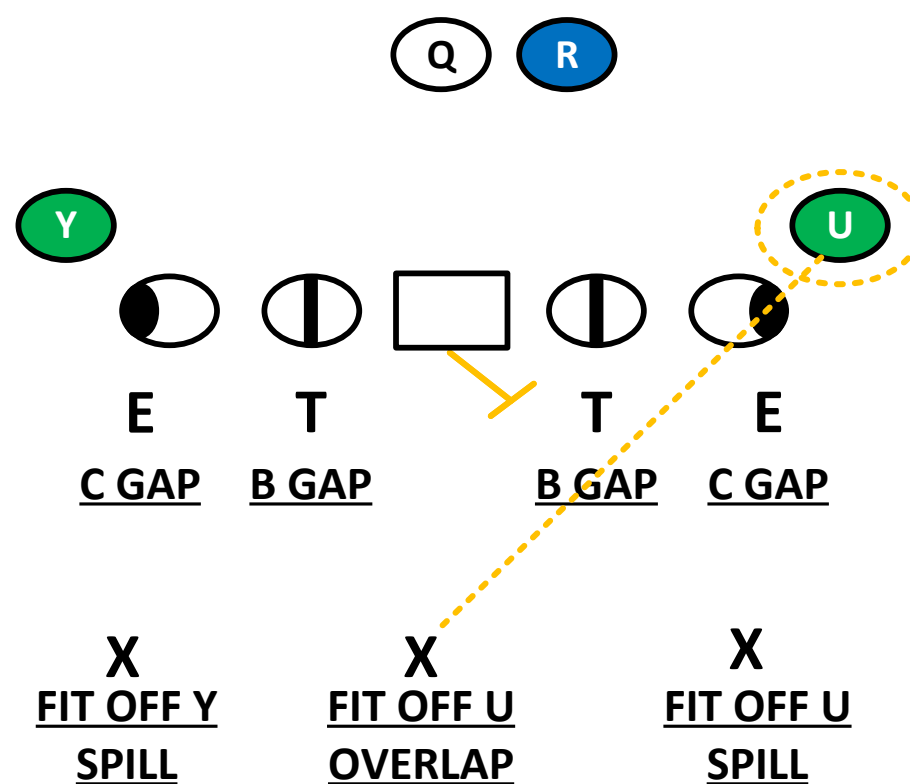 Q R
Y U
E T T E
C GAP B GAP B GAP C GAP
X X X
FIT OFF Y FIT OFF U FIT OFF U
SPILL OVERLAP SPILL